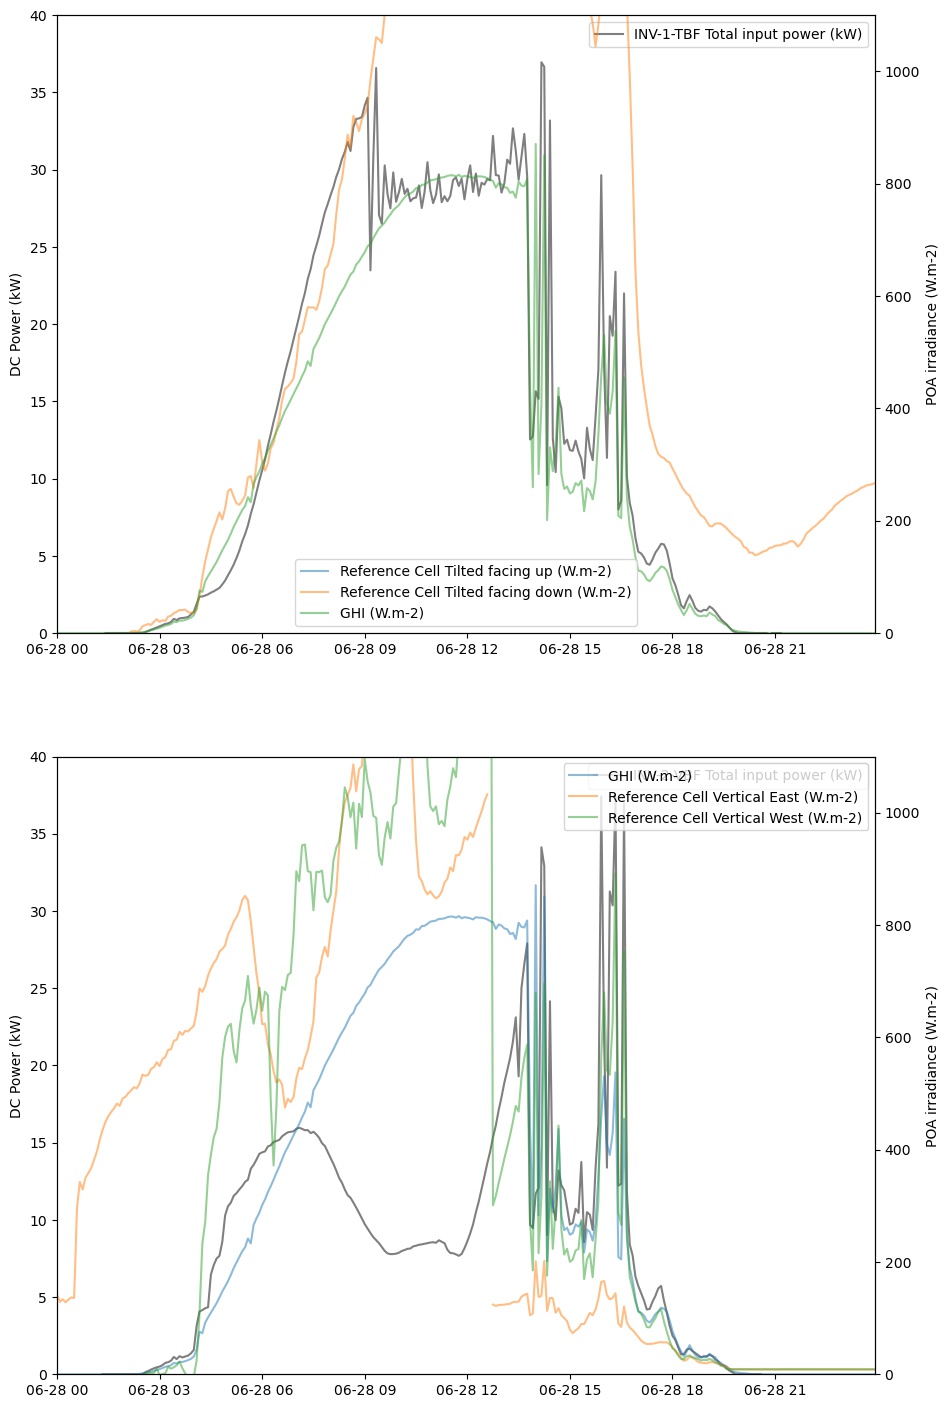 INV-1-TBF Total input power (kW)
40
35
30
25
20
15
10
5
0
DC Power (kW)
1000
800
600
400
200
0
POA irradiance (W.m-2)
Reference Cell Tilted facing up (W.m-2)
Reference Cell Tilted facing down (W.m-2)
GHI (W.m-2)
06-28 00 06-28 03 06-28 06 06-28 09 06-28 12 06-28 15 06-28 18 06-28 21
GHI (W.m-2) Total input power (kW)
Reference Cell Vertical East (W.m-2)
Reference Cell Vertical West (W.m-2)
40
35
30
25
20
15
10
5
0
DC Power (kW)
1000
800
600
400
200
0
POA irradiance (W.m-2)
06-28 00 06-28 03 06-28 06 06-28 09 06-28 12 06-28 15 06-28 18 06-28 21